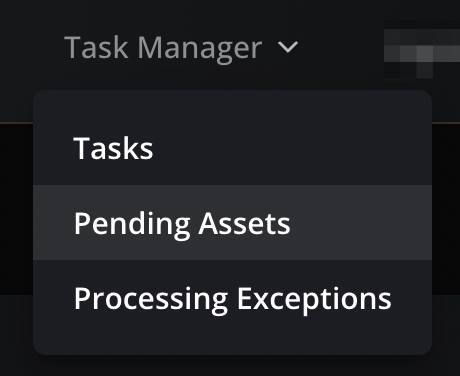 Task Manager
Tasks
Pending Assets
Processing Exceptions